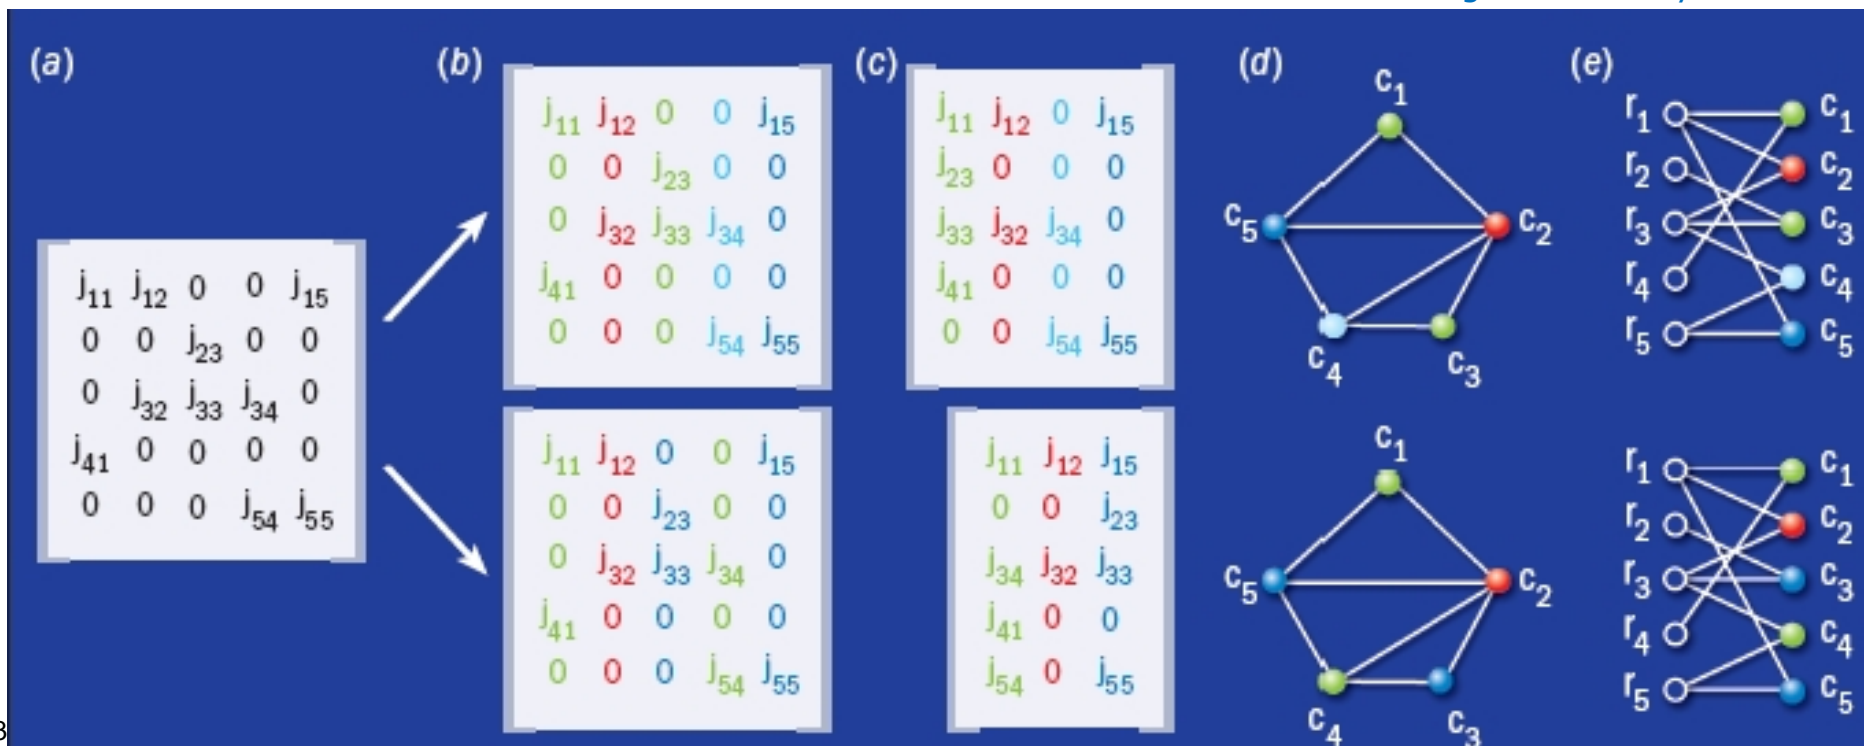 (a)
j11 j12 0 0 j15
0 0 j23 0 0
0 j32 j33 j34 0
j41 0 0 0 0
0 0 0 j54 j55
(b)
j11 j12 0 0 j15
0 0 j23 0 0
0 j32 j33 j34 0
j41 0 0 0 0
0 0 0 j54 j55
j11 j12 0 0 j15
0 0 j23 0 0
0 j32 j33 j34 0
j41 0 0 0 0
0 0 0 j54 j55
(c)
j11 j12 0 j15
j23 0 0 0
j33 j32 j34 0
j41 0 0 0
0 0 j54 j55
j11 j12 j15
0 0 j23
j34 j32 j33
j41 0 0
j54 0 j55
(d)
c1
c5 c2
c4 c3
c1
c5 c2
c4 c3
(e)
r1 c1
r2 c2
r3 c3
r4 c4
r5 c5
r1 c1
r2 c2
r3 c3
r4 c4
r5 c5